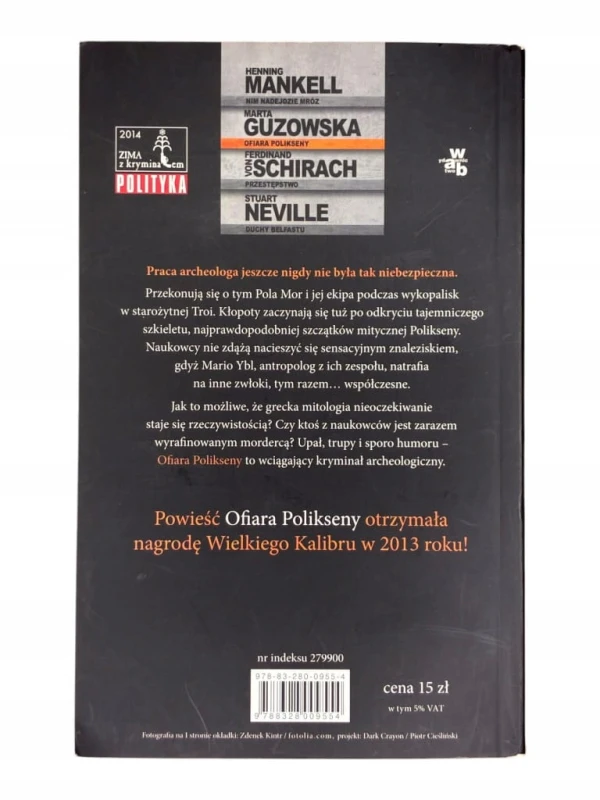 HENNING
MANKELL
NIM NADEJDZIE MRÓZ
MARTA
GUZOWSKA
OFIARA POLIKSENY
FERDINAND
VON SCHIRACH
PRZESTĘPSTWO
STUART
NEVILLE
DUCHY BELFASTU
2014
ZIMA
z kryminałem
POLITYKA
w
a b
Praca archeologa jeszcze nigdy nie była tak niebezpieczna.
Przekonują się o tym Pola Mor i jej ekipa podczas wykopalisk
w starożytnej Troi. Kłopoty zaczynają się tuż po odkryciu tajemniczego
szkieletu, najprawdopodobniej szczątków mitycznej Polikseny.
Naukowcy nie zdążą nacieszyć się sensacyjnym znaleziskiem,
gdyż Mario Ybl, antropolog z ich zespołu, natrafia
na inne zwłoki, tym razem… współczesne.
Jak to możliwe, że grecka mitologia nieoczekiwanie
staje się rzeczywistością? Czy ktoś z naukowców jest zarazem
wyrafinowanym mordercą? Upał, trupy i sporo humoru –
Ofiara Polikseny to wciągający kryminał archeologiczny.
Powieść Ofiara Polikseny otrzymała
nagrodę Wielkiego Kalibru w 2013 roku!
nr indeksu 279900
978-83-280-0955-4
9 788328 009554
cena 15 zł
w tym 5% VAT
Fotografia na I stronie okładki: Zdenek Kintr / fotolia.com, projekt: Dark Crayon / Piotr Cieśliński